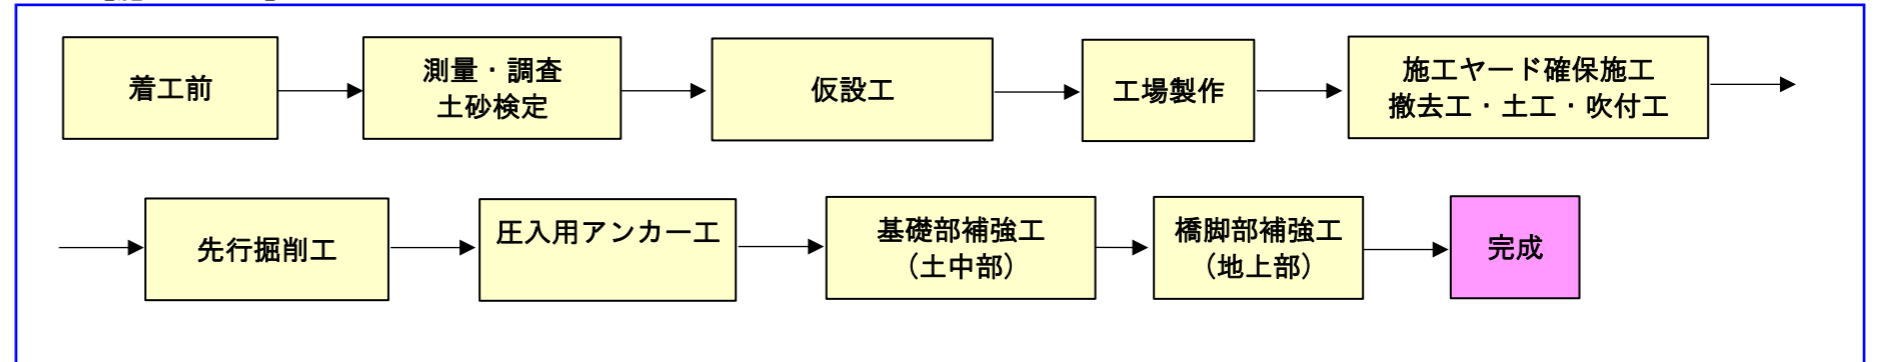 着工前
測量・調査
土砂検定
仮設工
工場製作
施工ヤード確保施工
撤去工・土工・吹付工
先行掘削工
圧入用アンカー工
基礎部補強工
（土中部）
橋脚部補強工
（地上部）
完成